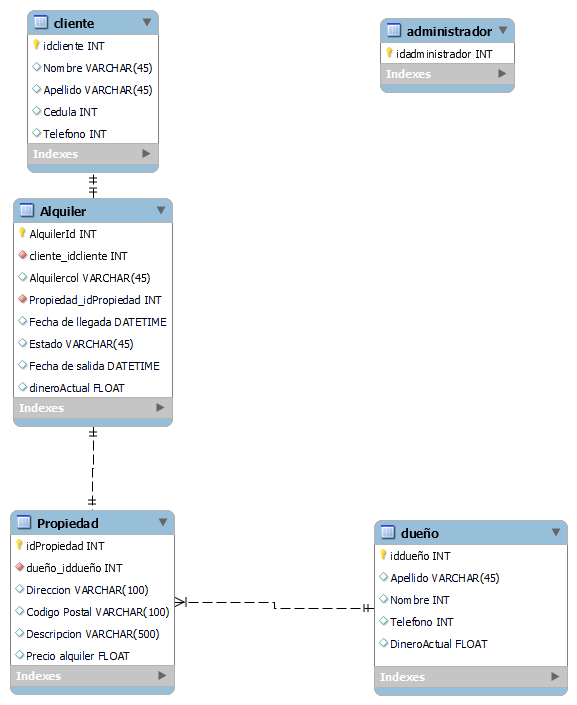 cliente
idcliente INT
Nombre VARCHAR(45)
Apellido VARCHAR(45)
Cedula INT
Telefono INT
Indexes
administrador
idadministrador INT
Indexes
Alquiler
AlquilerId INT
cliente_idcliente INT
Alquilercol VARCHAR(45)
Propiedad_idPropiedad INT
Fecha de llegada DATETIME
Estado VARCHAR(45)
Fecha de salida DATETIME
dineroActual FLOAT
Indexes
Propiedad
idPropiedad INT
dueño_iddueño INT
Direccion VARCHAR(100)
Codigo Postal VARCHAR(100)
Descripcion VARCHAR(500)
Precio alquiler FLOAT
Indexes
dueño
iddueño INT
Apellido VARCHAR(45)
Nombre INT
Telefono INT
DineroActual FLOAT
Indexes